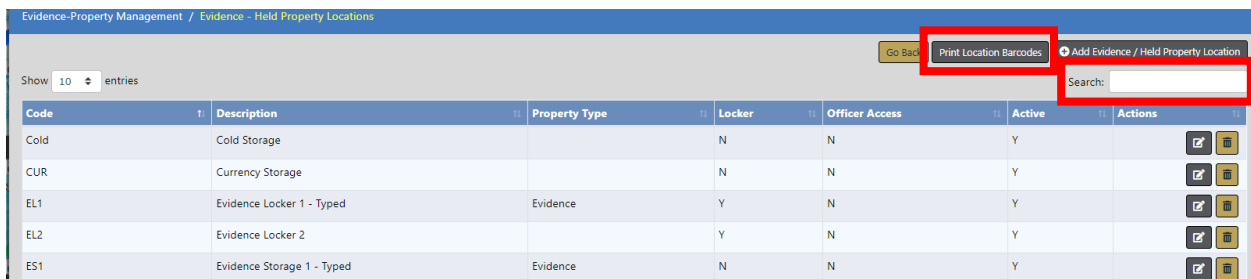 Evidence-Property Management / Evidence - Held Property Locations
Go Back Print Location Barcodes Add Evidence / Held Property Location
Show 10 entries Search:
Code Description Property Type Locker Officer Access Active Actions
Cold Cold Storage N N Y
CUR Currency Storage N N Y
EL1 Evidence Locker 1 - Typed Evidence Y N Y
EL2 Evidence Locker 2 Y N Y
ES1 Evidence Storage 1 - Typed Evidence N N Y